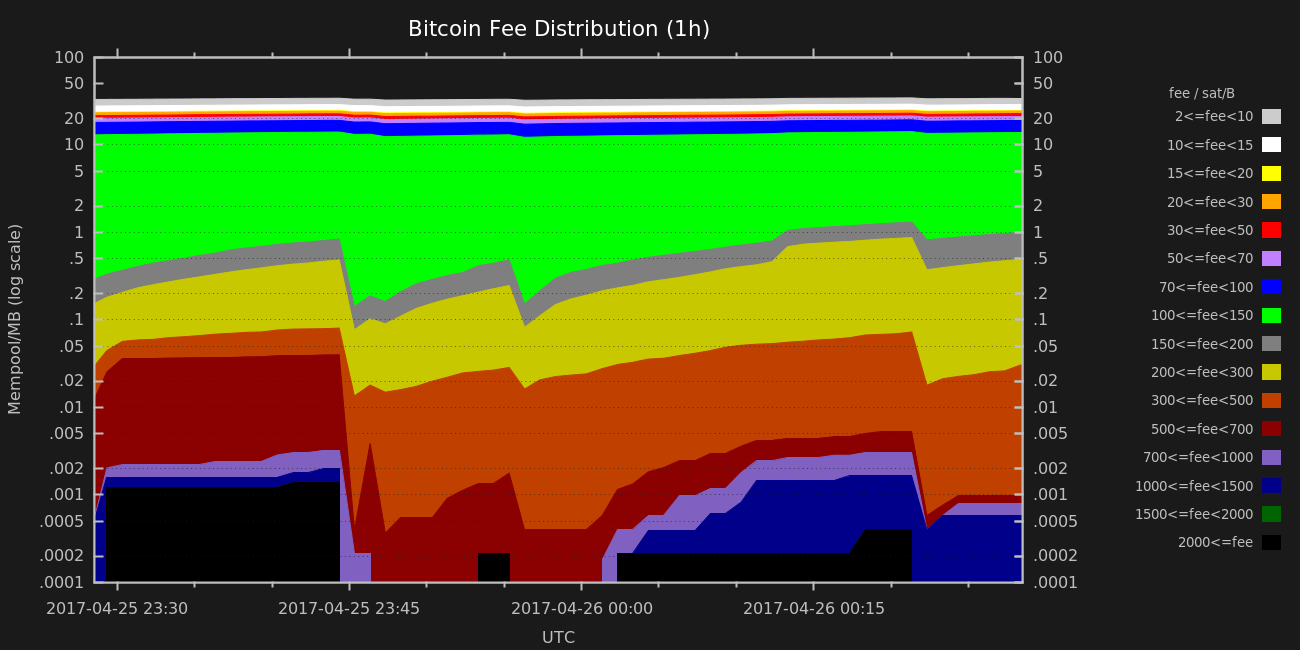 Bitcoin Fee Distribution (1h)
100 100
50 50
20 20
10 10
5 5
2 2
1 1
.5 .5
.2 .2
.1 .1
.05 .05
.02 .02
.01 .01
.005 .005
.002 .002
.001 .001
.0005 .0005
.0002 .0002
.0001 .0001
Mempool/MB (log scale)
2017-04-25 23:30 2017-04-25 23:45 2017-04-26 00:00 2017-04-26 00:15
UTC
fee / sat/B
2<=fee<10
10<=fee<15
15<=fee<20
20<=fee<30
30<=fee<50
50<=fee<70
70<=fee<100
100<=fee<150
150<=fee<200
200<=fee<300
300<=fee<500
500<=fee<700
700<=fee<1000
1000<=fee<1500
1500<=fee<2000
2000<=fee